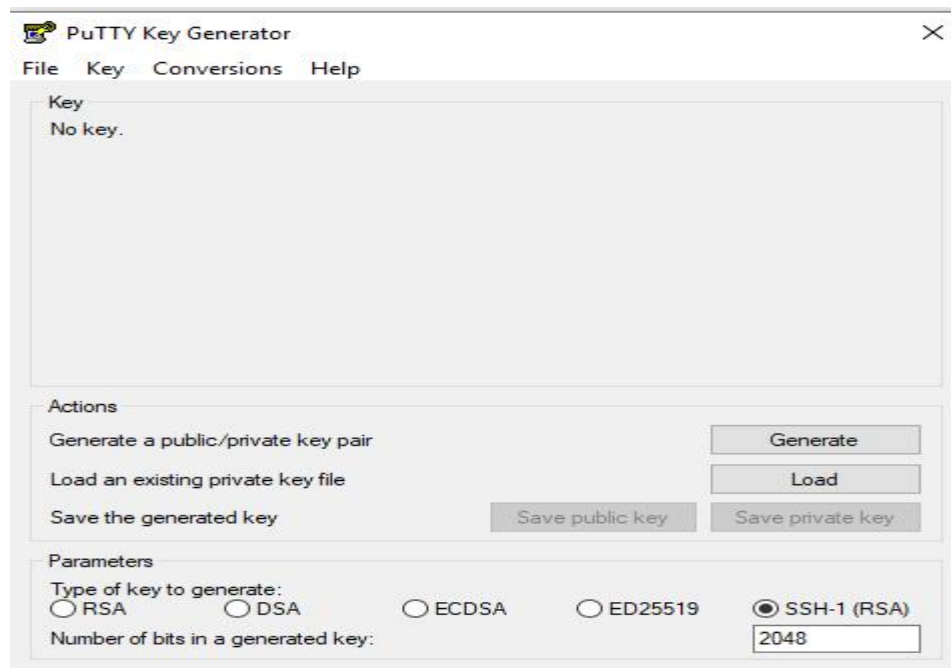 PuTTY Key Generator
File Key Conversions Help
Key
No key.
Actions
Generate a public/private key pair Generate
Load an existing private key file Load
Save the generated key Save public key Save private key
Parameters
Type of key to generate:
RSA DSA ECDSA ED25519 SSH-1 (RSA)
Number of bits in a generated key: 2048